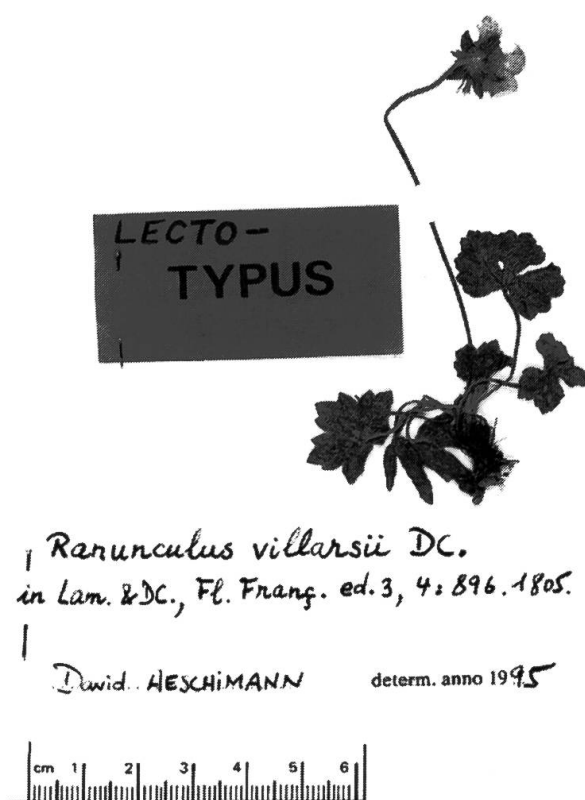 LECTO-
TYPUS
Ranunculus villarsii DC.
in Lam. & DC., Fl. Franç. ed. 3, 4: 896. 1805.
David AESCHIMANN determ. anno 1995
cm 1 2 3 4 5 6